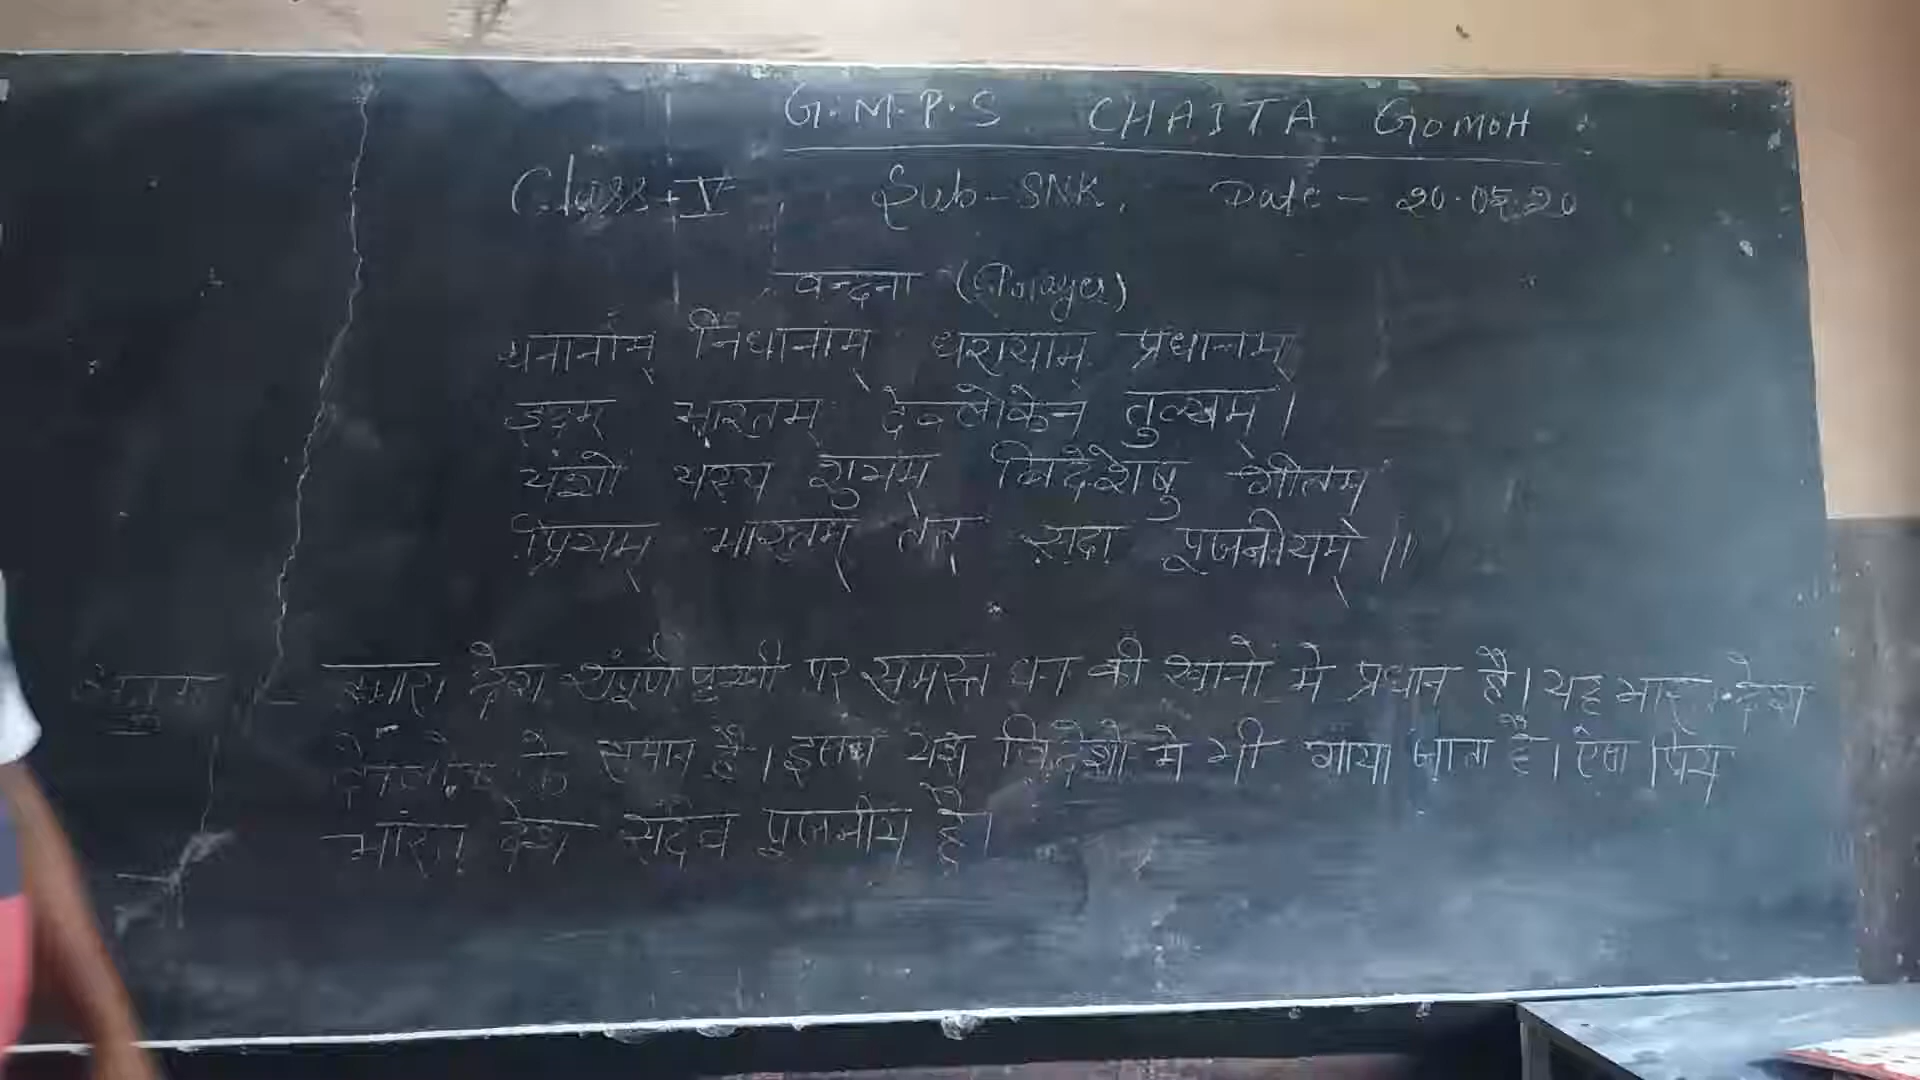 G.M.P.S. CHAITA GOMOH
Class - V Sub - SNK, Date - 20.05.20
वन्दना (Prayer)
धनानाम् निधानाम् धरायाम् प्रधानम्
इदम् भारतम् देवलोकेन तुल्यम् ।
यशो यस्य शुभ्रम् विदेशेषु गीतम्
प्रियम् भारतम् तत् सदा पूजनीयम् ॥
हमारा देश संपूर्ण पृथ्वी पर समस्त धन की खानो मे प्रधान है। यह भारत देश
देवलोक के समान है। इसका यश विदेशो मे भी गाया जाता है। ऐसा प्रिय
भारत देश सदैव पूजनीय है।